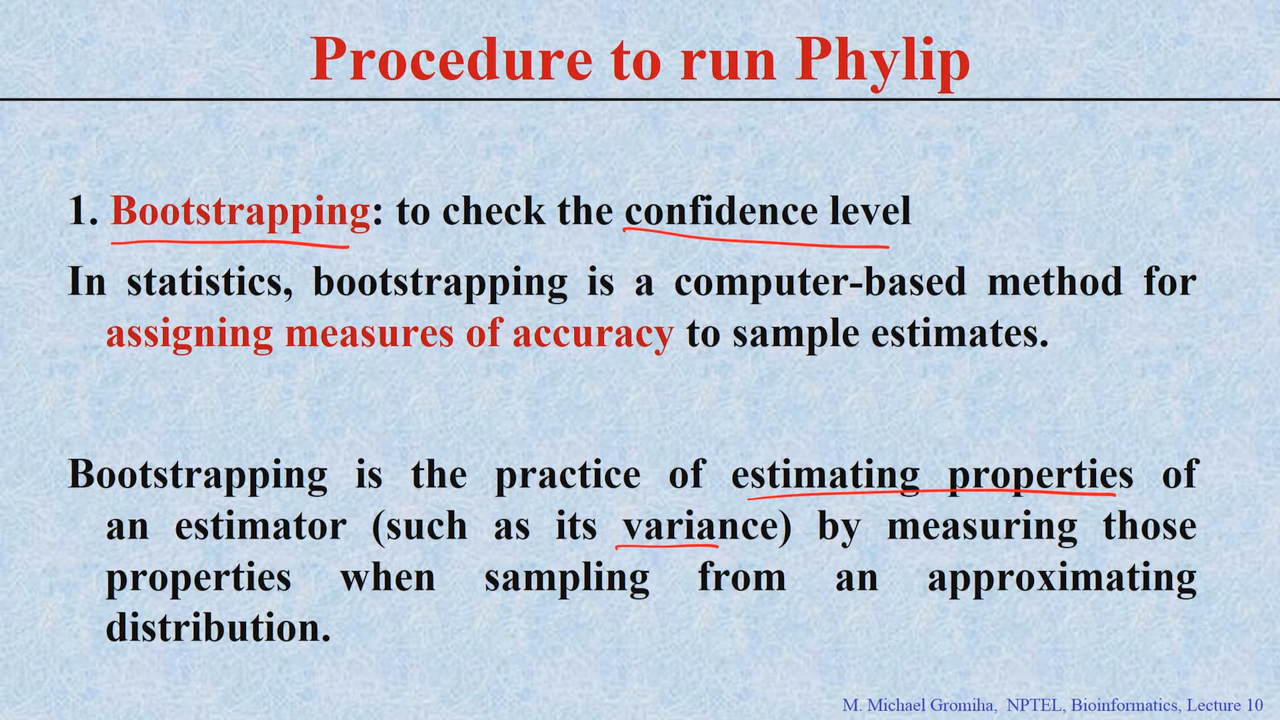 Procedure to run Phylip
1. Bootstrapping: to check the confidence level
In statistics, bootstrapping is a computer-based method for
assigning measures of accuracy to sample estimates.
Bootstrapping is the practice of estimating properties of
an estimator (such as its variance) by measuring those
properties when sampling from an approximating
distribution.
M. Michael Gromiha, NPTEL, Bioinformatics, Lecture 10